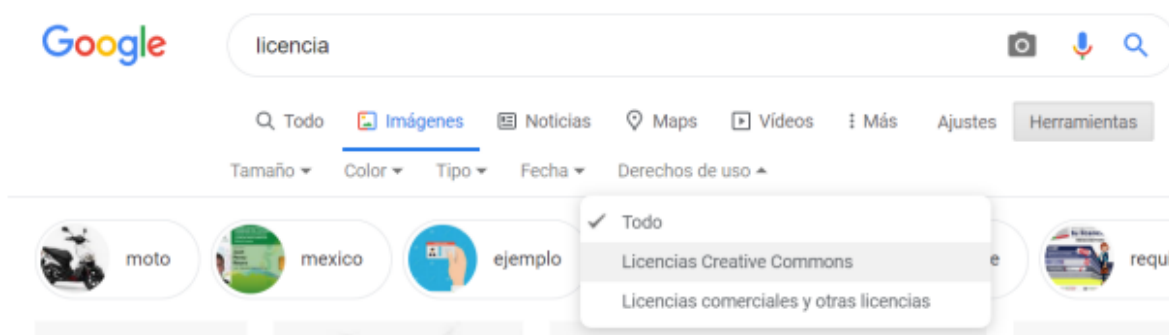 Google
licencia
Todo Imágenes Noticias Maps Vídeos Más Ajustes Herramientas
Tamaño Color Tipo Fecha Derechos de uso
Todo
moto mexico ejemplo Licencias Creative Commons e requi
Licencias comerciales y otras licencias